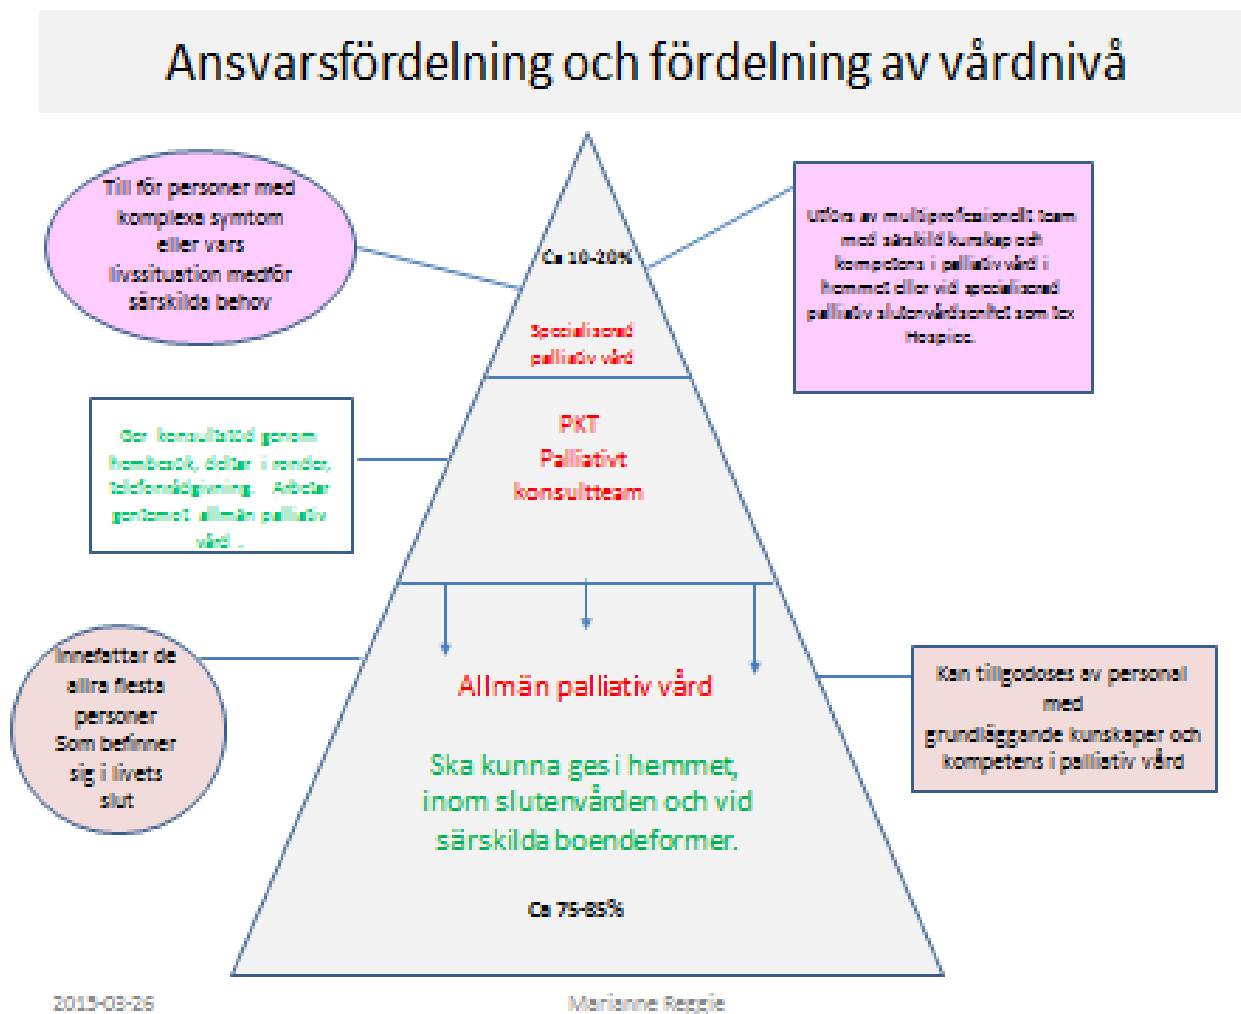 Ansvarsfördelning och fördelning av vårdnivå
Till för personer med
komplexa symtom
eller vars
livssituation medför
särskilda behov
Ca 10-20%
Specialiserad
palliativ vård
Utförs av multiprofessionellt team
med särskild kunskap och
kompetens i palliativ vård i
hemmet eller vid specialiserad
palliativ slutenvårdsenhet som tex
Hospice.
Ger konsultstöd genom
hembesök, deltar i ronder,
telefonrådgivning. Arbetar
gentemot allmän palliativ
vård .
PKT
Palliativt
konsultteam
Innefattar de
allra flesta
personer
Som befinner
sig i livets
slut
Allmän palliativ vård
Ska kunna ges i hemmet,
inom slutenvården och vid
särskilda boendeformer.
Ca 75-85%
Kan tillgodoses av personal
med
grundläggande kunskaper och
kompetens i palliativ vård
2015-03-26
Marianne Reggie